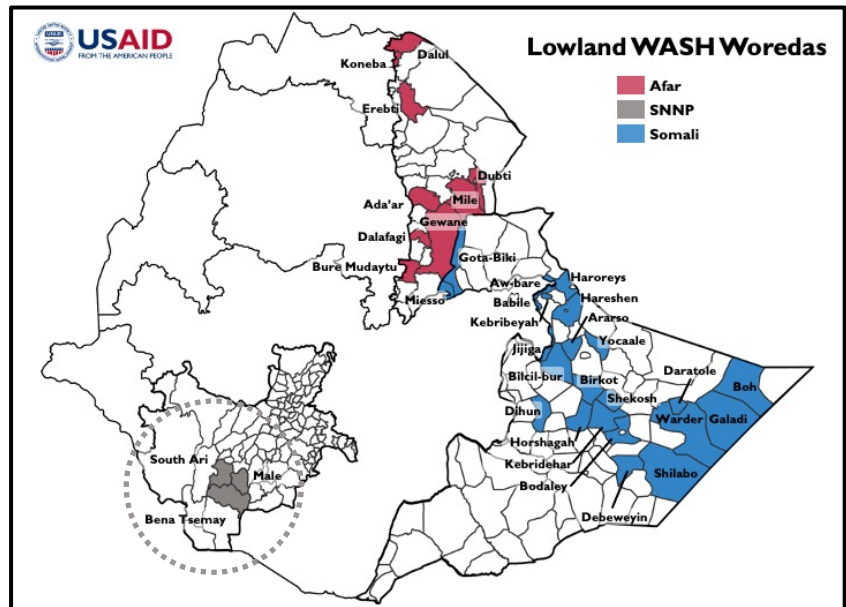 USAID
FROM THE AMERICAN PEOPLE
Lowland WASH Woredas
Afar
SNNP
Somali
Dalul
Koneba
Erebti
Dubti
Mile
Ada'ar
Gewane
Dalafagi
Gota-Biki
Bure Mudaytu
Aw-bare
Haroreys
Miesso
Babile
Hareshen
Kebribeyah
Ararso
Yocaale
Jijiga
Daratole
Bilcil-bur
Birkot
Boh
Shekosh
Dihun
Warder
Galadi
Horshagah
South Ari
Male
Kebridehar
Shilabo
Bodaley
Bena Tsemay
Debeweyin